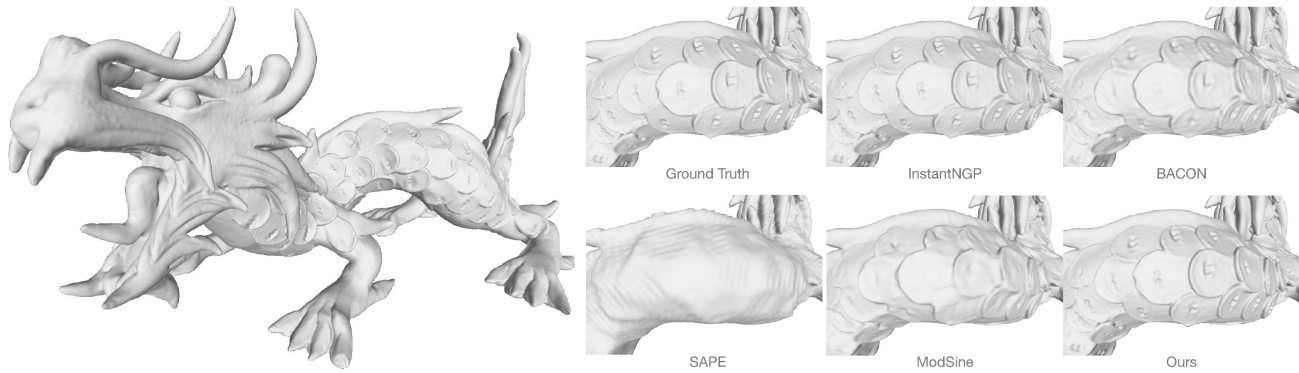 Ground Truth
InstantNGP
BACON
SAPE
ModSine
Ours